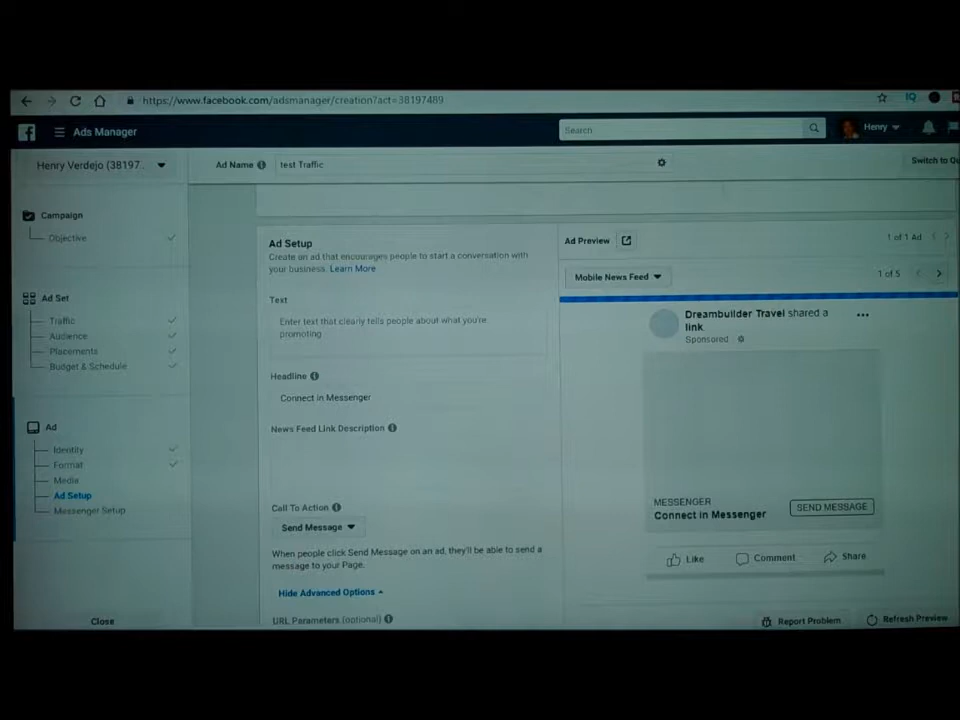 https://www.facebook.com/adsmanager/creation?act=38197489
IQ
Ads Manager
Search
Henry
Henry Verdejo (38197..
Ad Name
test Traffic
Switch to Qu
Campaign
Objective
Ad Set
Traffic
Audience
Placements
Budget & Schedule
Ad
Identity
Format
Media
Ad Setup
Messenger Setup
Close
Ad Setup
Create an ad that encourages people to start a conversation with
your business. Learn More
Text
Enter text that clearly tells people about what you're
promoting
Headline
Connect in Messenger
News Feed Link Description
Call To Action
Send Message
When people click Send Message on an ad, they'll be able to send a
message to your Page.
Hide Advanced Options
URL Parameters (optional)
Ad Preview
1 of 1 Ad
Mobile News Feed
1 of 5
Dreambuilder Travel shared a
link.
Sponsored
MESSENGER
Connect in Messenger
SEND MESSAGE
Like
Comment
Share
Report Problem
Refresh Preview